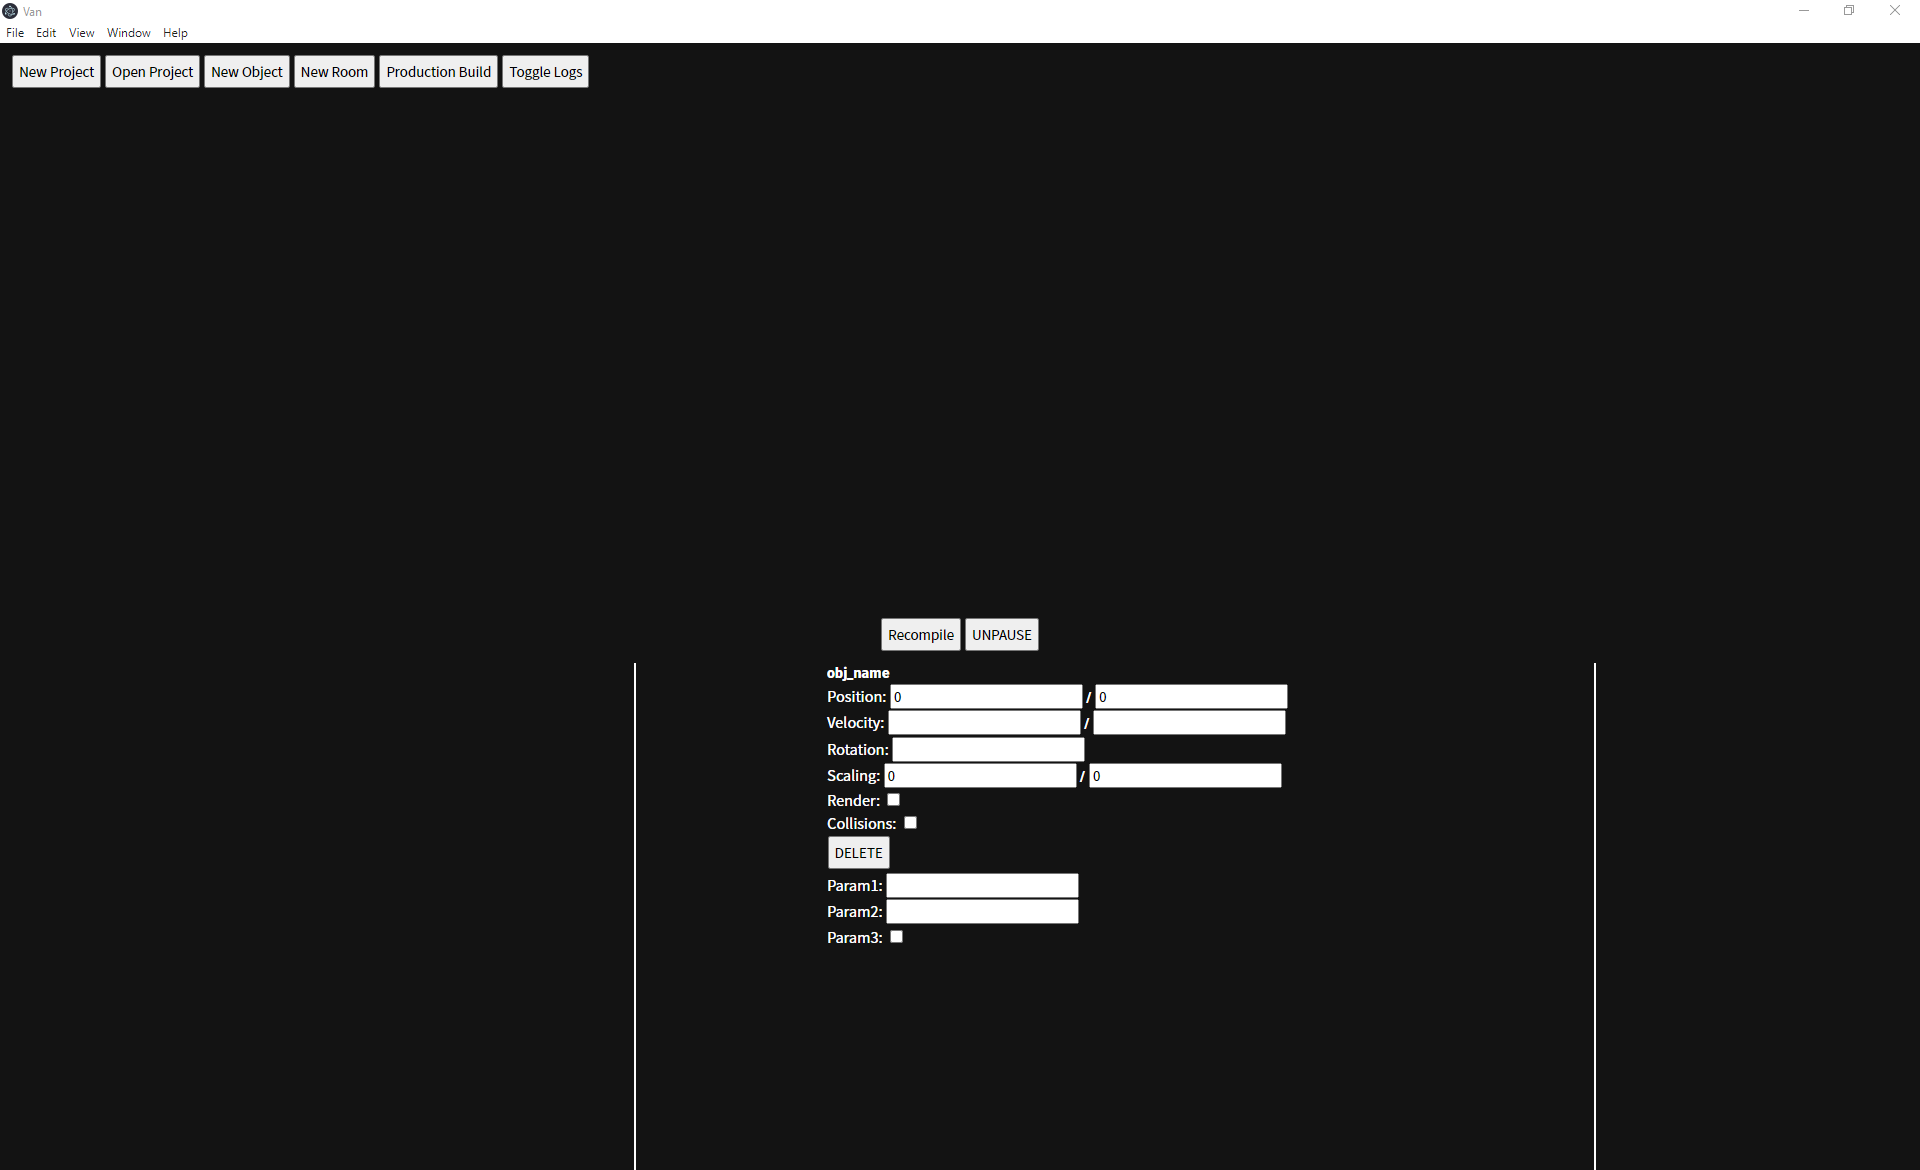 Van
File Edit View Window Help
New Project Open Project New Object New Room Production Build Toggle Logs
Recompile UNPAUSE
obj_name
Position: 0 / 0
Velocity: /
Rotation:
Scaling: 0 / 0
Render:
Collisions:
DELETE
Param1:
Param2:
Param3: